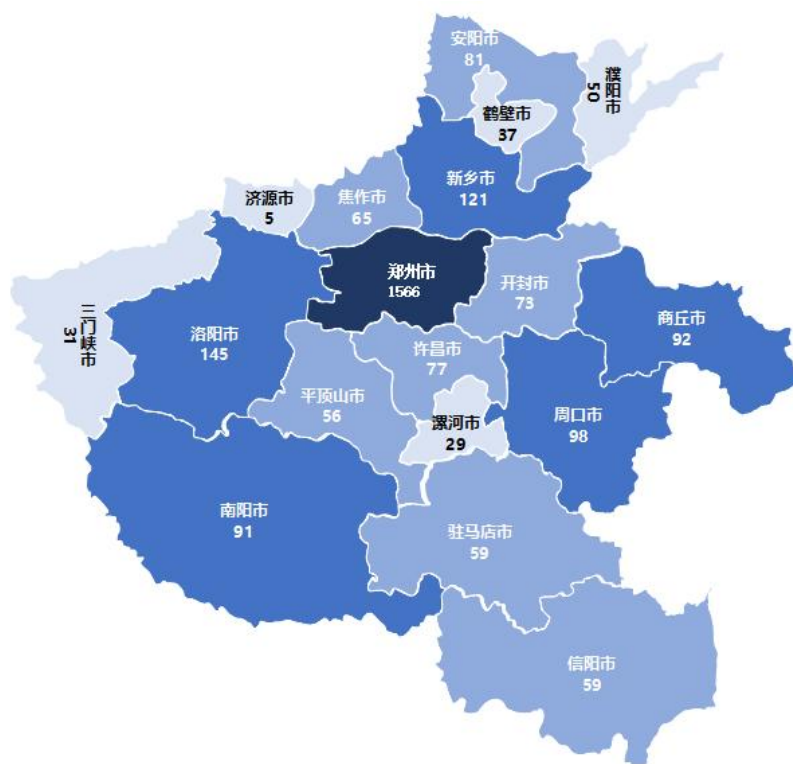 安阳市
81
濮阳市
50
鹤壁市
37
新乡市
121
济源市
5
焦作市
65
郑州市
1566
开封市
73
三门峡市
31
洛阳市
145
商丘市
92
许昌市
77
平顶山市
56
漯河市
29
周口市
98
南阳市
91
驻马店市
59
信阳市
59